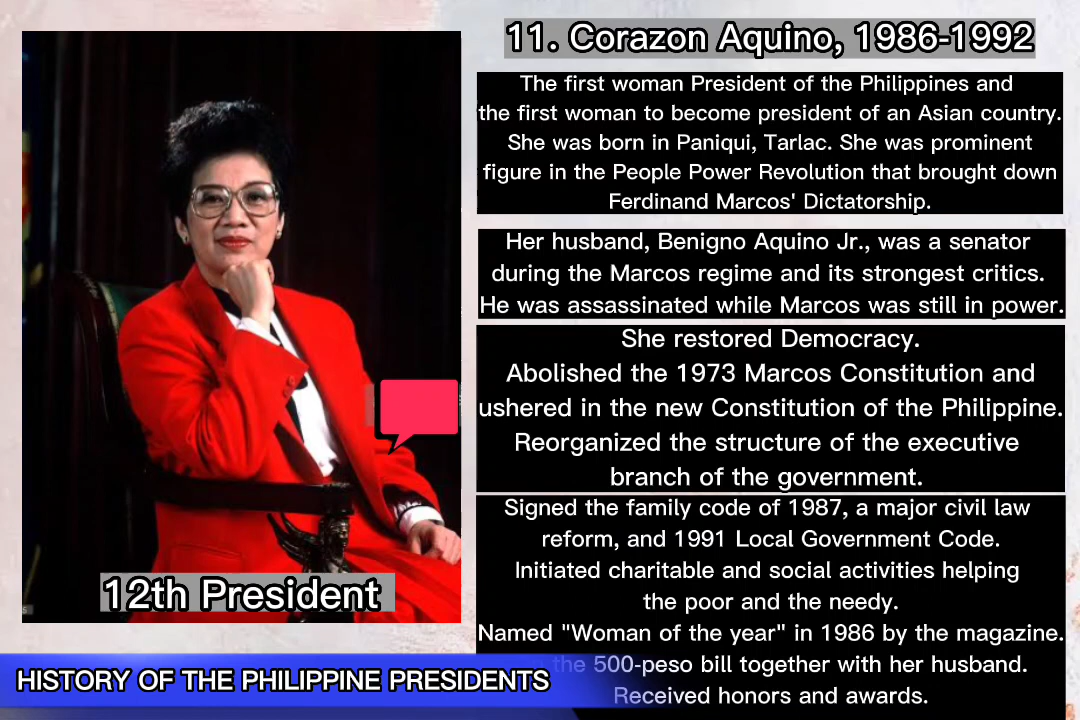 11. Corazon Aquino, 1986-1992
The first woman President of the Philippines and
the first woman to become president of an Asian country.
She was born in Paniqui, Tarlac. She was prominent
figure in the People Power Revolution that brought down
Ferdinand Marcos' Dictatorship.
Her husband, Benigno Aquino Jr., was a senator
during the Marcos regime and its strongest critics.
He was assassinated while Marcos was still in power.
She restored Democracy.
Abolished the 1973 Marcos Constitution and
ushered in the new Constitution of the Philippine.
Reorganized the structure of the executive
branch of the government.
Signed the family code of 1987, a major civil law
reform, and 1991 Local Government Code.
Initiated charitable and social activities helping
the poor and the needy.
Named "Woman of the year" in 1986 by the magazine.
the 500-peso bill together with her husband.
Received honors and awards.
12th President
HISTORY OF THE PHILIPPINE PRESIDENTS